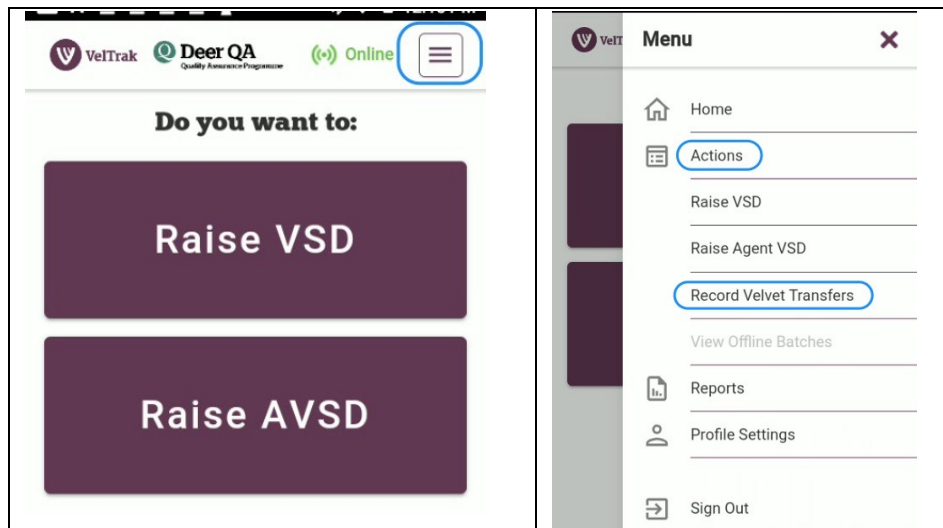 VelTrak Deer QA Quality Assurance Programme Online
Do you want to:
Raise VSD
Raise AVSD
VelT Menu
Home
Actions
Raise VSD
Raise Agent VSD
Record Velvet Transfers
View Offline Batches
Reports
Profile Settings
Sign Out